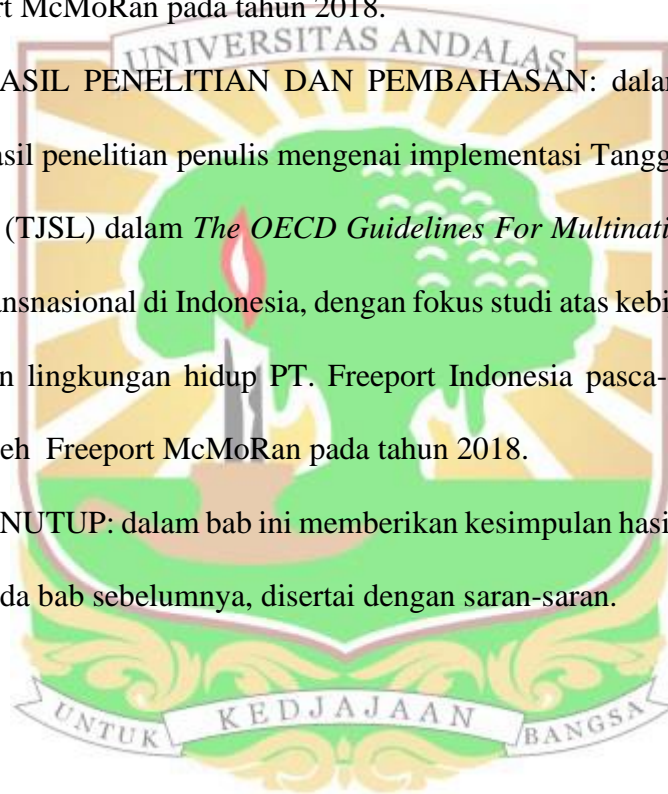 rt McMoRan pada tahun 2018.
UNIVERSITAS ANDALAS
ASIL PENELITIAN DAN PEMBAHASAN: dalam
asil penelitian penulis mengenai implementasi Tangg
(TJSL) dalam The OECD Guidelines For Multinati
ansnasional di Indonesia, dengan fokus studi atas kebi
n lingkungan hidup PT. Freeport Indonesia pasca-
eh Freeport McMoRan pada tahun 2018.
NUTUP: dalam bab ini memberikan kesimpulan hasi
da bab sebelumnya, disertai dengan saran-saran.
UNTUK KEDJAJAAN BANGSA